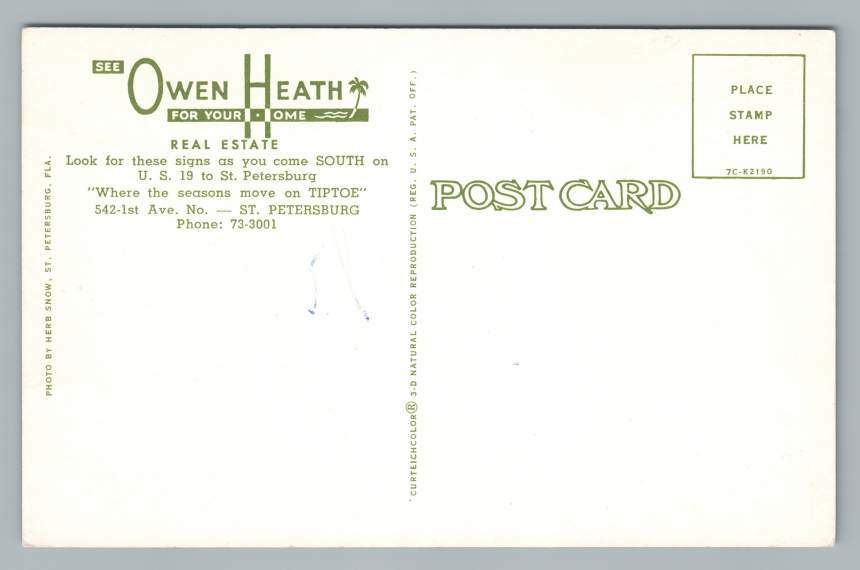 SEE
OWEN HEATH
FOR YOUR HOME
REAL ESTATE
Look for these signs as you come SOUTH on
U. S. 19 to St. Petersburg
"Where the seasons move on TIPTOE"
542-1st Ave. No. — ST. PETERSBURG
Phone: 73-3001
PHOTO BY HERB SNOW, ST. PETERSBURG, FLA.
"CURTEICHCOLOR® 3-D NATURAL COLOR REPRODUCTION (REG. U. S. A. PAT. OFF.)
POST CARD
PLACE
STAMP
HERE
7C-K2190